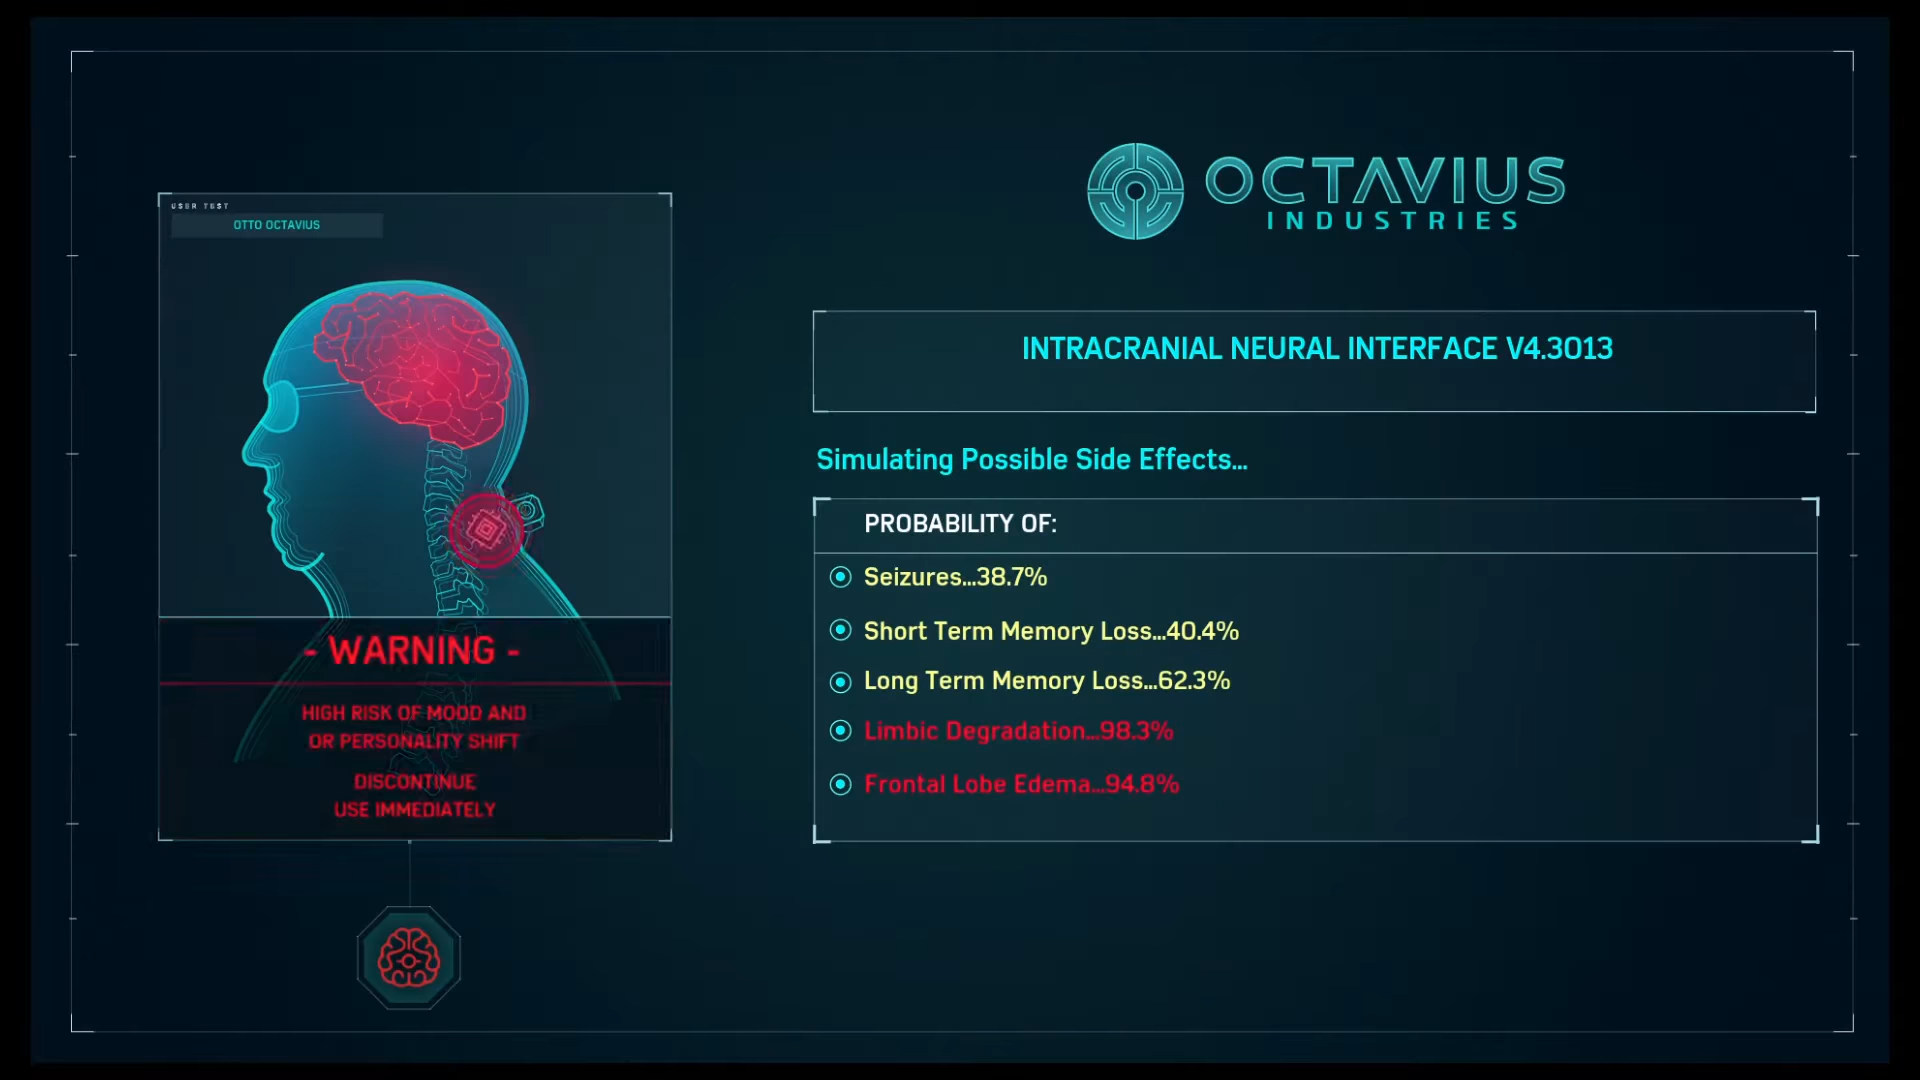 USER TEST
OTTO OCTAVIUS
- WARNING -
HIGH RISK OF MOOD AND
OR PERSONALITY SHIFT
DISCONTINUE
USE IMMEDIATELY
OCTAVIUS
INDUSTRIES
INTRACRANIAL NEURAL INTERFACE V4.3013
Simulating Possible Side Effects...
PROBABILITY OF:
Seizures...38.7%
Short Term Memory Loss...40.4%
Long Term Memory Loss...62.3%
Limbic Degradation...98.3%
Frontal Lobe Edema...94.8%